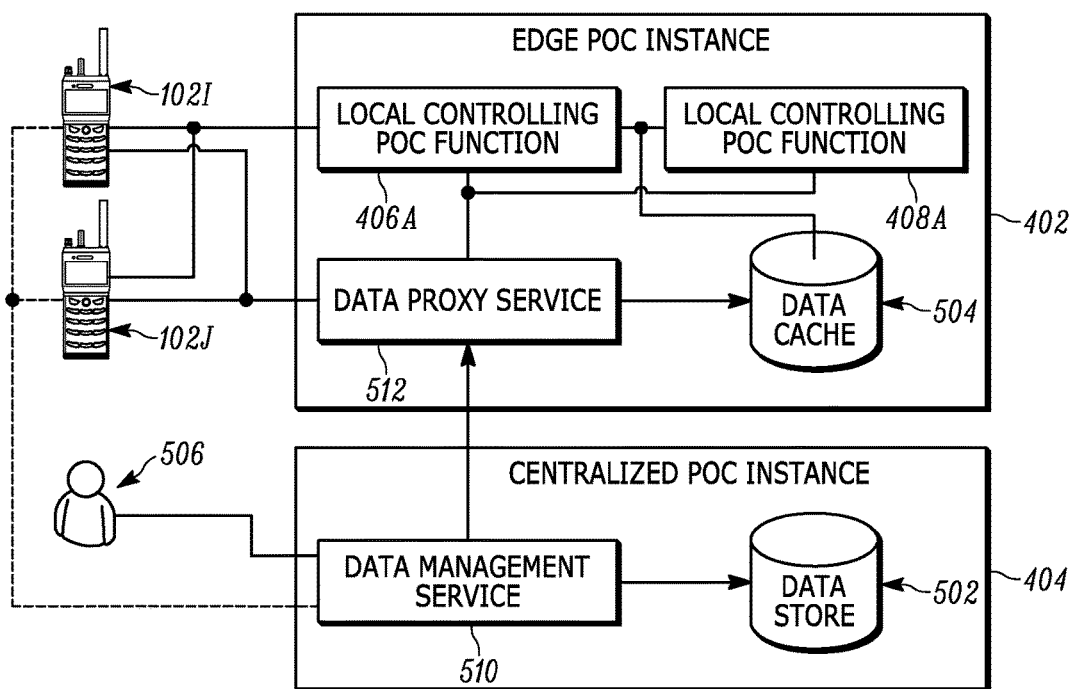 EDGE POC INSTANCE
102I
LOCAL CONTROLLING
POC FUNCTION
LOCAL CONTROLLING
POC FUNCTION
406A
408A
402
DATA PROXY SERVICE
DATA
CACHE
504
102J
512
506
CENTRALIZED POC INSTANCE
DATA MANAGEMENT
SERVICE
DATA
STORE
502
404
510